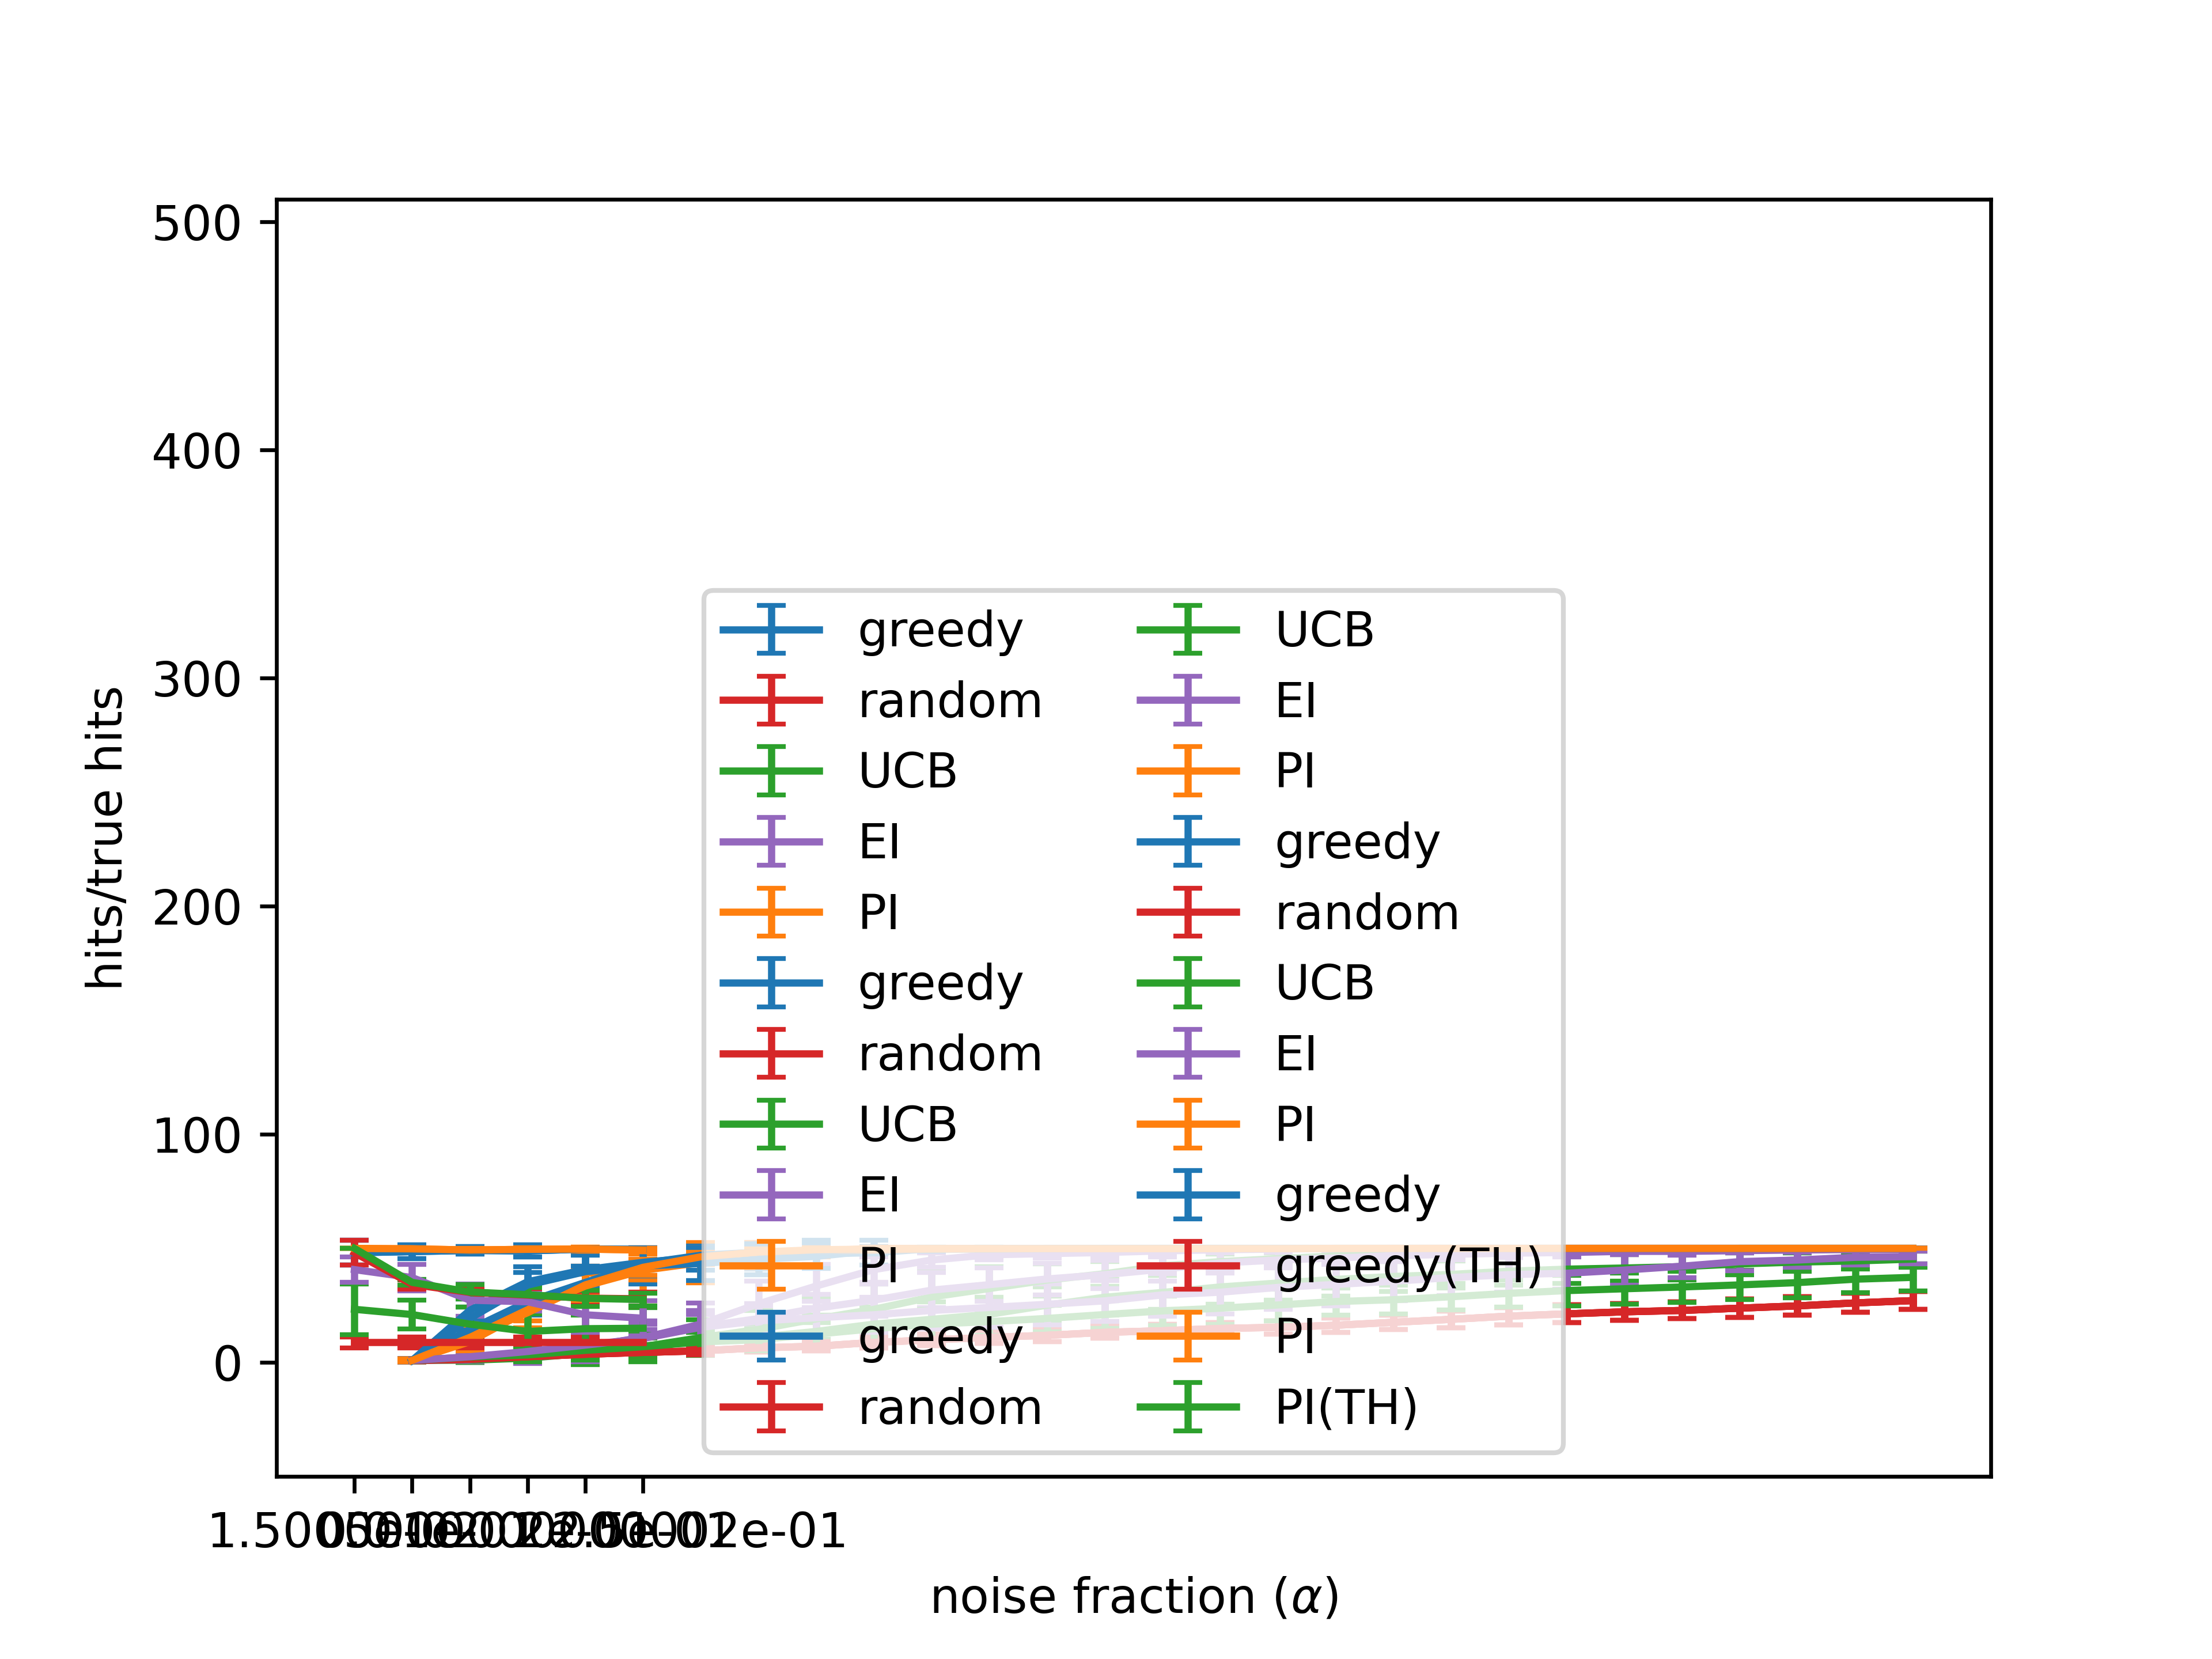 500
400
300
200
100
0
hits/true hits
greedy
random
UCB
EI
PI
greedy
random
UCB
EI
PI
greedy
random
UCB
EI
PI
greedy
random
UCB
EI
PI
greedy
greedy(TH)
PI
PI(TH)
noise fraction (α)